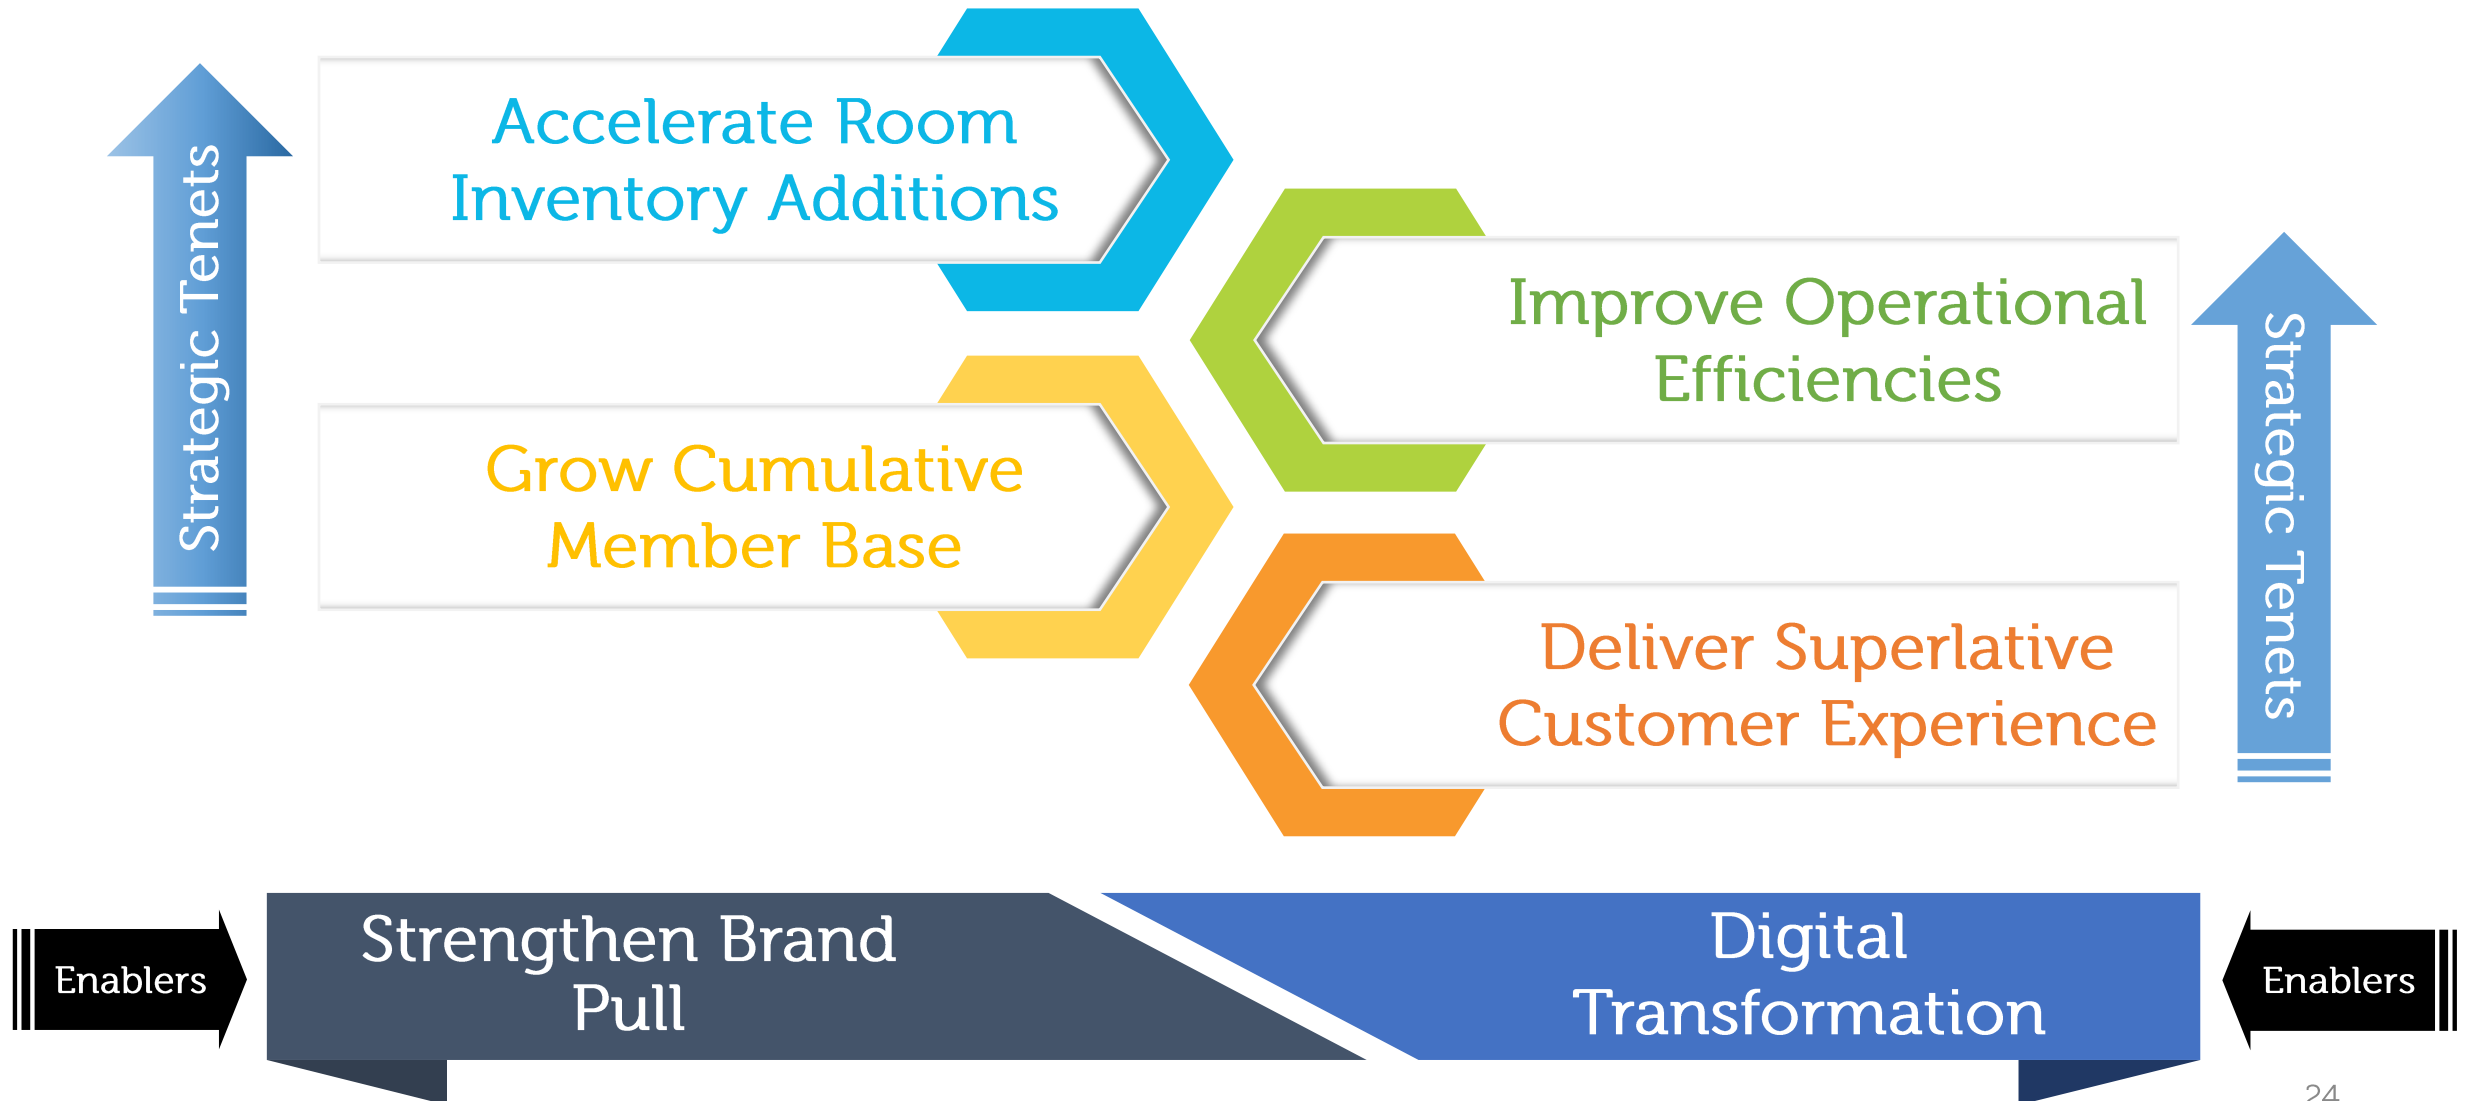 Strategic Tenets
Accelerate Room
Inventory Additions
Improve Operational
Efficiencies
Strategic Tenets
Grow Cumulative
Member Base
Deliver Superlative
Customer Experience
Enablers
Strengthen Brand
Pull
Digital
Transformation
Enablers
24